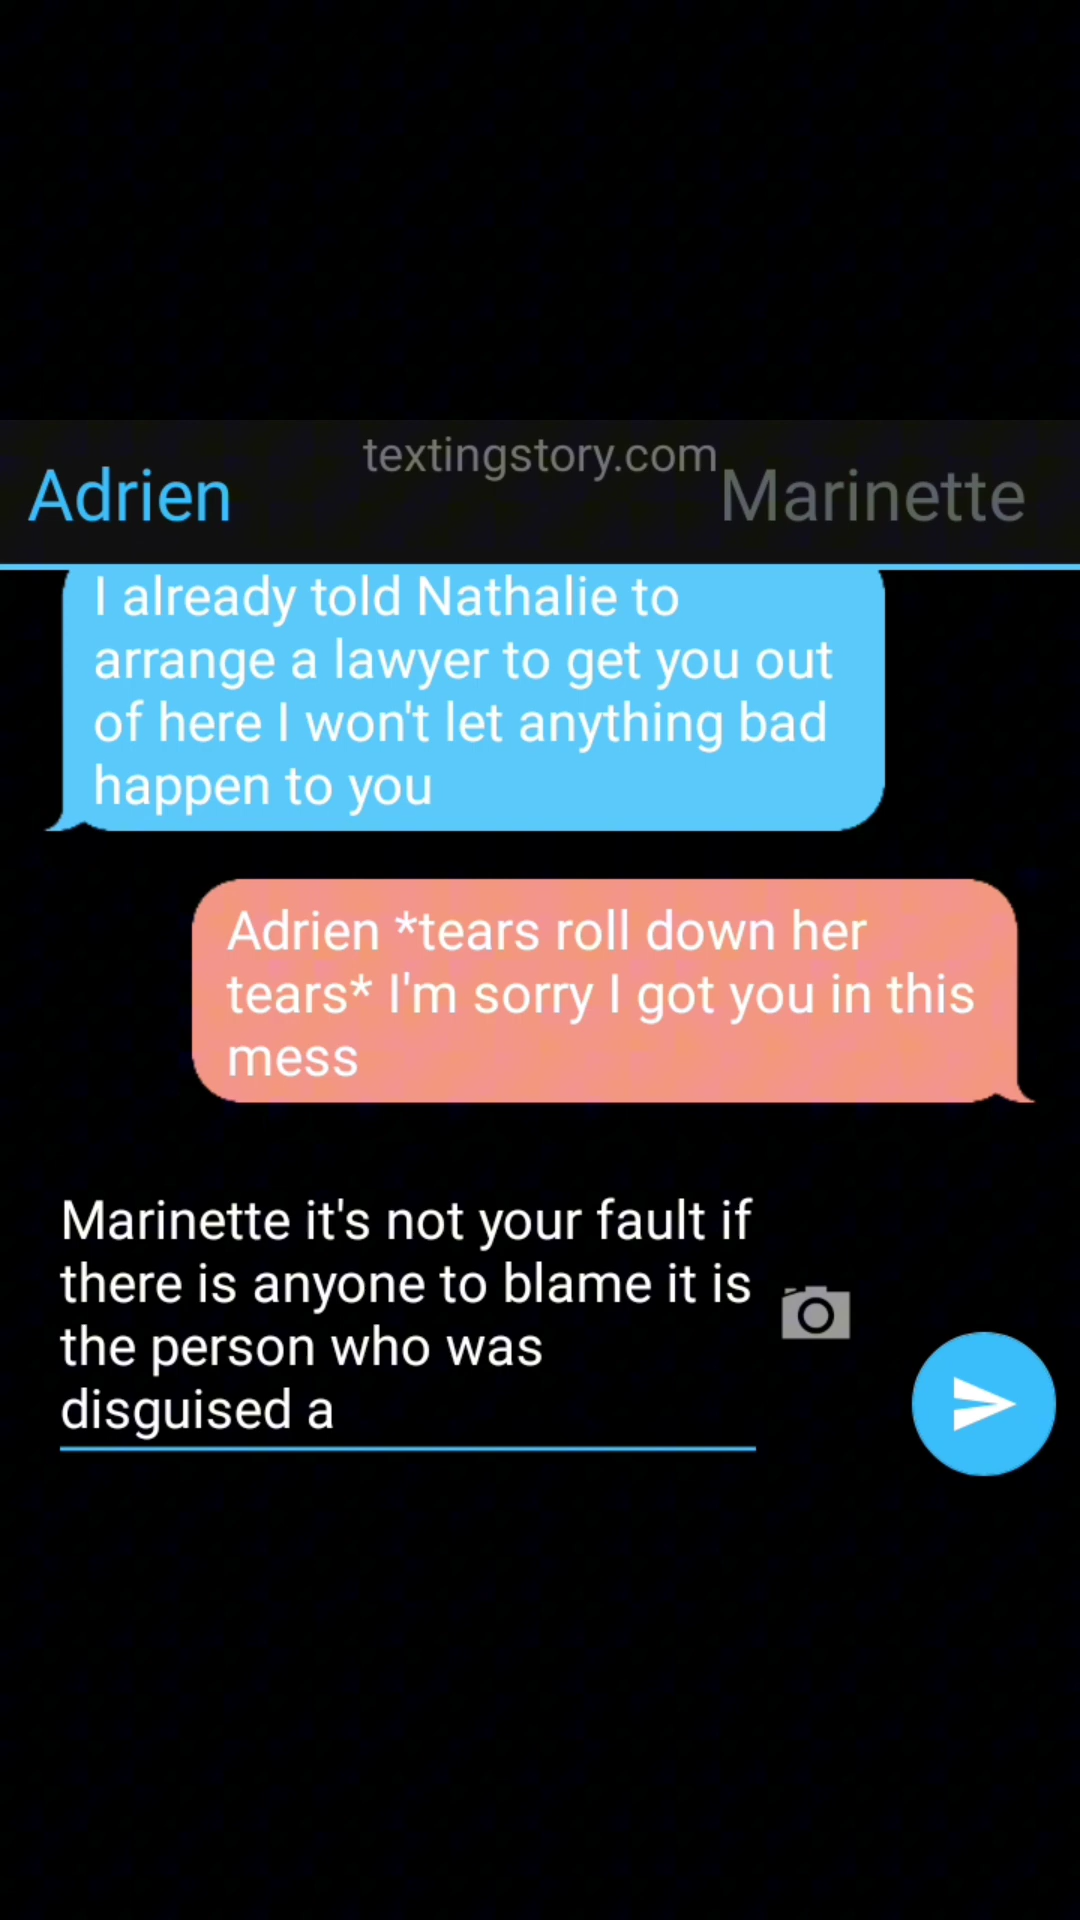 textingstory.com
Adrien
Marinette
I already told Nathalie to
arrange a lawyer to get you out
of here I won't let anything bad
happen to you
Adrien *tears roll down her
tears* I'm sorry I got you in this
mess
Marinette it's not your fault if
there is anyone to blame it is
the person who was
disguised a